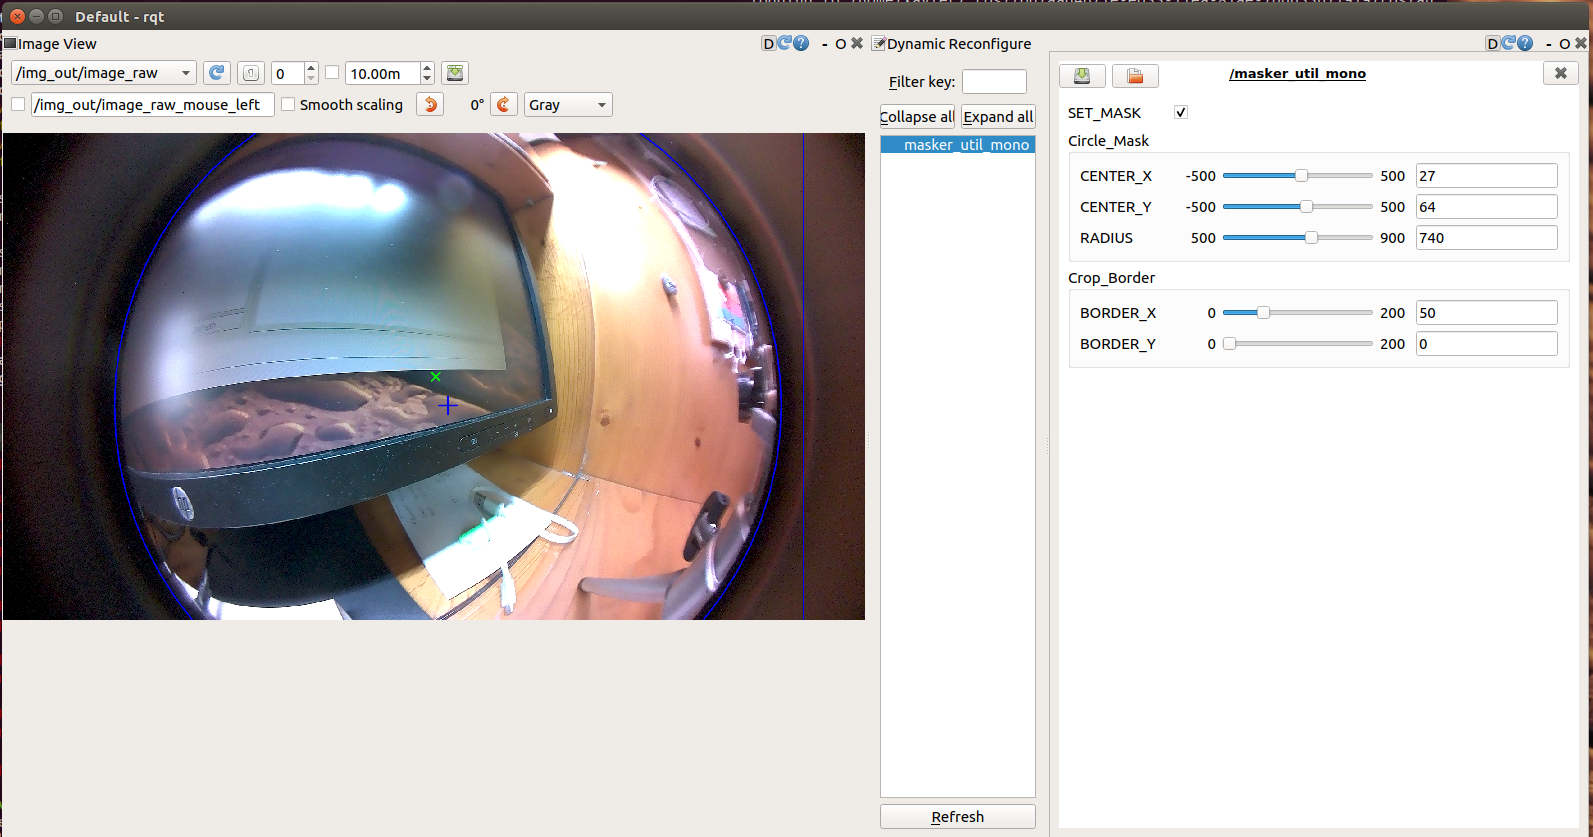 Default - rqt
Image View
D
- O
Dynamic Reconfigure
D
- O
/img_out/image_raw
0
10.00m
/img_out/image_raw_mouse_left
Smooth scaling
0°
Gray
Filter key:
Collapse all
Expand all
masker_util_mono
Refresh
/masker_util_mono
SET_MASK
Circle_Mask
CENTER_X -500 500 27
CENTER_Y -500 500 64
RADIUS 500 900 740
Crop_Border
BORDER_X 0 200 50
BORDER_Y 0 200 0